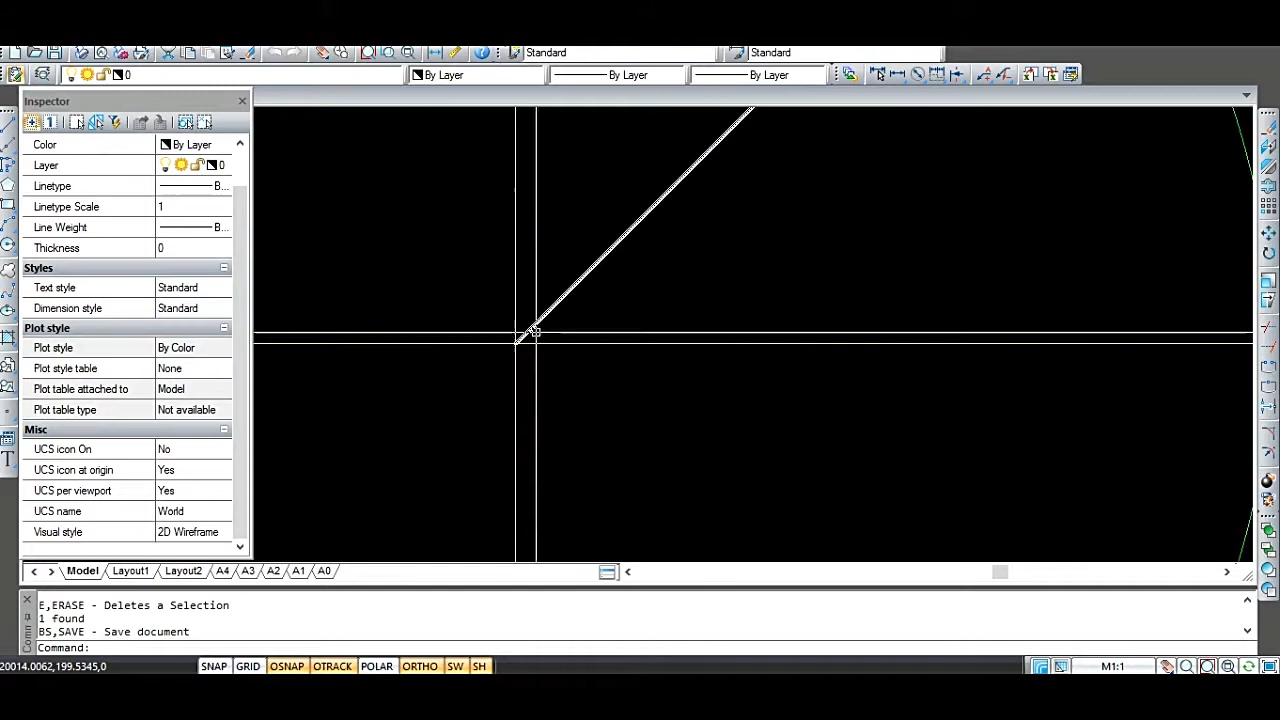 Standard Standard
0 By Layer By Layer By Layer
Inspector
1
Color By Layer
Layer 0
Linetype B...
Linetype Scale 1
Line Weight B...
Thickness 0
Styles
Text style Standard
Dimension style Standard
Plot style
Plot style By Color
Plot style table None
Plot table attached to Model
Plot table type Not available
Misc
UCS icon On No
UCS icon at origin Yes
UCS per viewport Yes
UCS name World
Visual style 2D Wireframe
Model Layout1 Layout2 A4 A3 A2 A1 A0
E,ERASE - Deletes a Selection
1 found
BS,SAVE - Save document
Command:
20014.0062,199.5345,0 SNAP GRID OSNAP OTRACK POLAR ORTHO SW SH M1:1